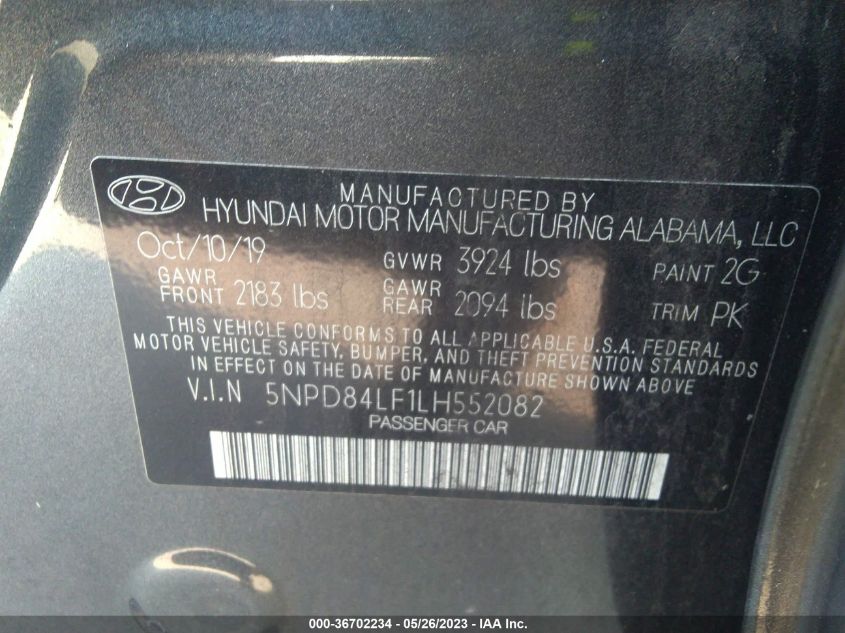 MANUFACTURED BY
HYUNDAI MOTOR MANUFACTURING ALABAMA, LLC
Oct/10/19 GVWR 3924 lbs PAINT 2G
GAWR FRONT 2183 lbs GAWR REAR 2094 lbs TRIM PK
THIS VEHICLE CONFORMS TO ALL APPLICABLE U.S.A. FEDERAL
MOTOR VEHICLE SAFETY, BUMPER, AND THEFT PREVENTION STANDARDS
IN EFFECT ON THE DATE OF MANUFACTURE SHOWN ABOVE.
V.I.N 5NPD84LF1LH552082
PASSENGER CAR
000-36702234 - 05/26/2023 - IAA Inc.